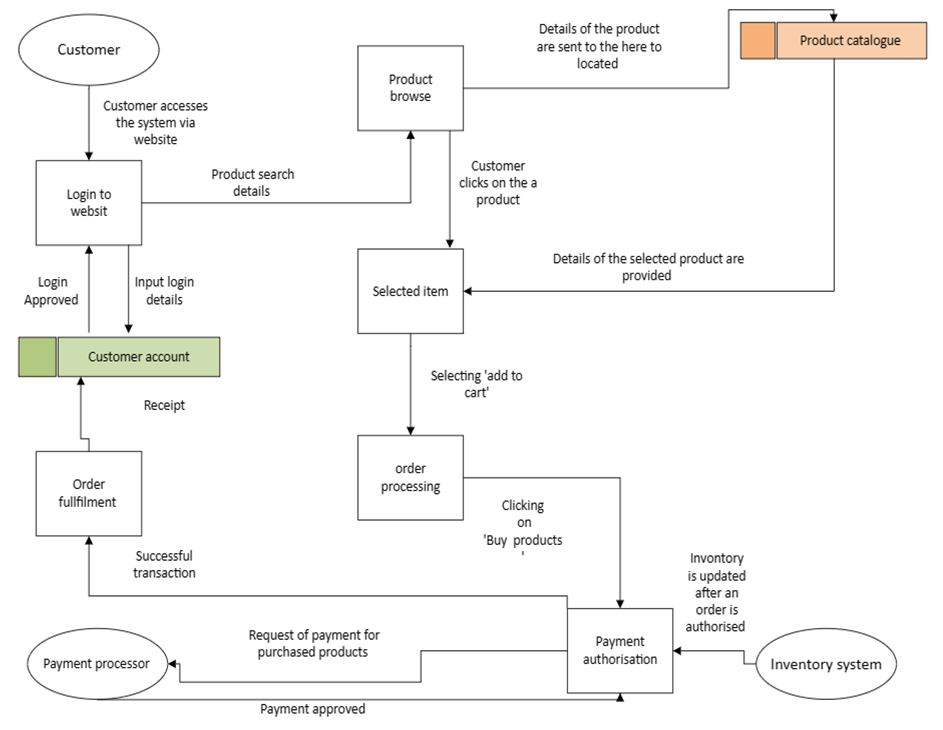 Customer
Details of the product
are sent to the here to
located
Product catalogue
Product
browse
Customer accesses
the system via
website
Product search
details
Customer
clicks on the a
product
Login to
websit
Login
Approved
Input login
details
Selected item
Details of the selected product are
provided
Customer account
Selecting 'add to
cart'
Receipt
order
processing
Order
fullfilment
Clicking
on
'Buy products
'
Successful
transaction
Invontory
is updated
after an
order is
authorised
Request of payment for
purchased products
Payment
authorisation
Payment processor
Inventory system
Payment approved